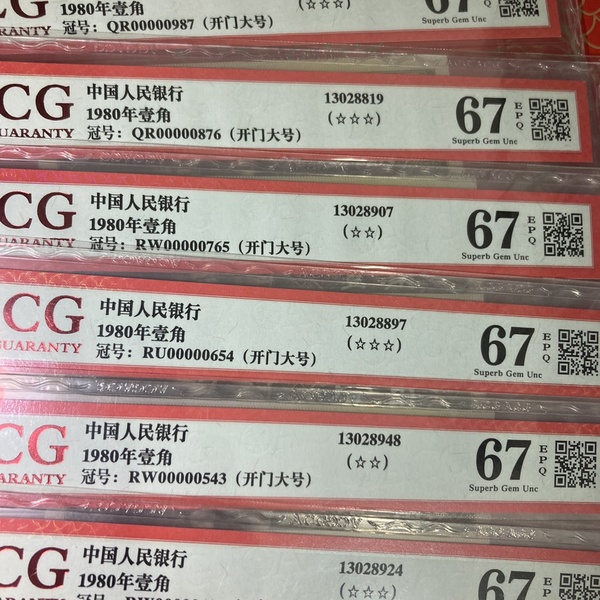 1980年壹角
(☆☆☆)
67
冠号：QR00000987（开门大号）
Superb Gem Unc
CG
UARANTY
中国人民银行
1980年壹角
冠号：QR00000876（开门大号）
13028819
(☆☆☆)
67
EPQ
Superb Gem Unc
CG
中国人民银行
1980年壹角
冠号：RW00000765（开门大号）
13028907
(☆☆)
67
EPQ
Superb Gem Unc
CG
UARANTY
中国人民银行
1980年壹角
冠号：RU00000654（开门大号）
13028897
(☆☆☆)
67
EPQ
Superb Gem Unc
CG
ARANTY
中国人民银行
1980年壹角
冠号：RW00000543（开门大号）
13028948
(☆☆)
67
EPQ
Superb Gem Unc
CG
中国人民银行
1980年壹角
13028924
(☆☆☆)
67